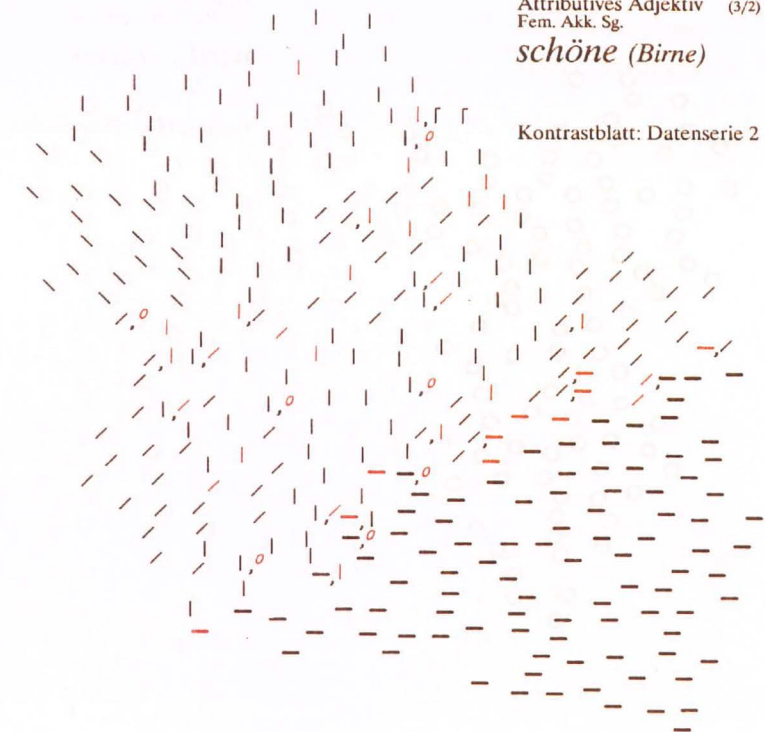 Attributives Adjektiv (3/2)
Fem. Akk. Sg.
schöne (Birne)
Kontrastblatt: Datenserie 2